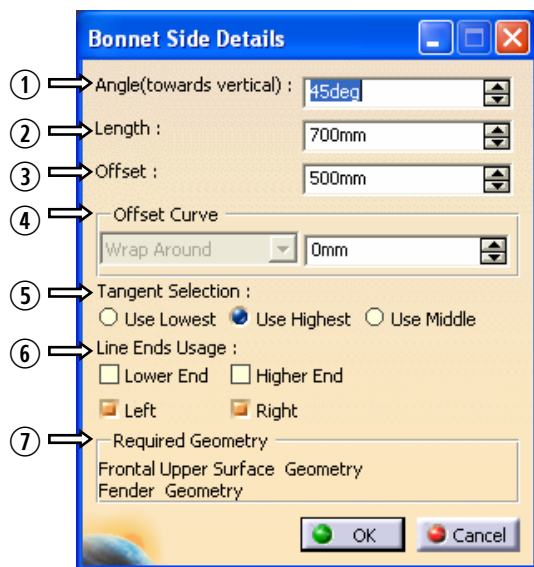 Bonnet Side Details
① Angle(towards vertical) : 45deg
② Length : 700mm
③ Offset : 500mm
④ Offset Curve
Wrap Around 0mm
⑤ Tangent Selection :
Use Lowest Use Highest Use Middle
⑥ Line Ends Usage :
Lower End Higher End
Left Right
⑦ Required Geometry
Frontal Upper Surface Geometry
Fender Geometry
OK Cancel